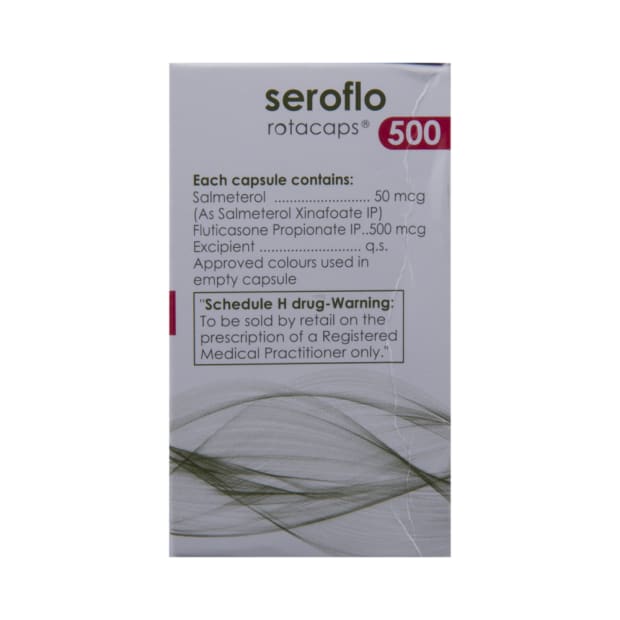 seroflo
rotacaps®
500
Each capsule contains:
Salmeterol ........................ 50 mcg
(As Salmeterol Xinafoate IP)
Fluticasone Propionate IP..500 mcg
Excipient .......................... q.s.
Approved colours used in
empty capsule
"Schedule H drug-Warning:
To be sold by retail on the
prescription of a Registered
Medical Practitioner only."